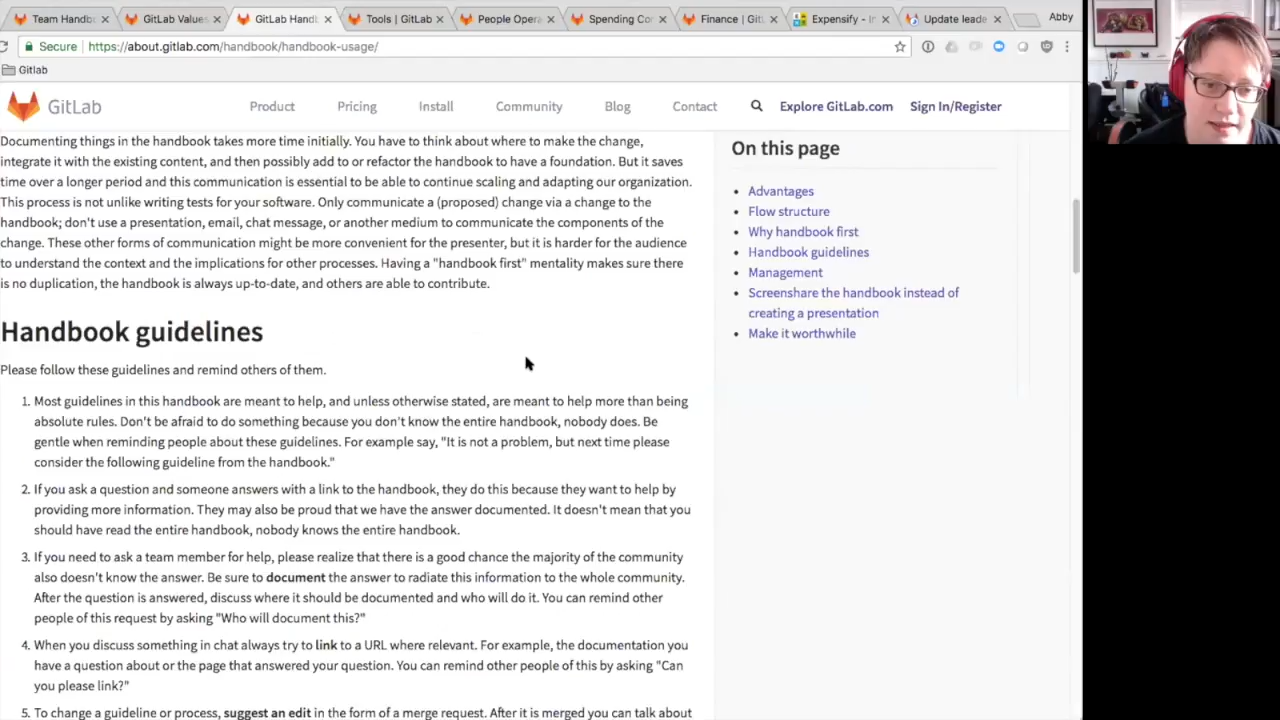 Team Handb
GitLab Values
GitLab Handb
Tools | GitLab
People Opera
Spending Co
Finance | GitL
Expensify - In
Update leade
Abby
Secure
https://about.gitlab.com/handbook/handbook-usage/
Gitlab
GitLab
Product
Pricing
Install
Community
Blog
Contact
Explore GitLab.com
Sign In/Register
Documenting things in the handbook takes more time initially. You have to think about where to make the change,
integrate it with the existing content, and then possibly add to or refactor the handbook to have a foundation. But it saves
time over a longer period and this communication is essential to be able to continue scaling and adapting our organization.
This process is not unlike writing tests for your software. Only communicate a (proposed) change via a change to the
handbook; don't use a presentation, email, chat message, or another medium to communicate the components of the
change. These other forms of communication might be more convenient for the presenter, but it is harder for the audience
to understand the context and the implications for other processes. Having a "handbook first" mentality makes sure there
is no duplication, the handbook is always up-to-date, and others are able to contribute.
Handbook guidelines
Please follow these guidelines and remind others of them.
1. Most guidelines in this handbook are meant to help, and unless otherwise stated, are meant to help more than being
absolute rules. Don't be afraid to do something because you don't know the entire handbook, nobody does. Be
gentle when reminding people about these guidelines. For example say, "It is not a problem, but next time please
consider the following guideline from the handbook."
2. If you ask a question and someone answers with a link to the handbook, they do this because they want to help by
providing more information. They may also be proud that we have the answer documented. It doesn't mean that you
should have read the entire handbook, nobody knows the entire handbook.
3. If you need to ask a team member for help, please realize that there is a good chance the majority of the community
also doesn't know the answer. Be sure to document the answer to radiate this information to the whole community.
After the question is answered, discuss where it should be documented and who will do it. You can remind other
people of this request by asking "Who will document this?"
4. When you discuss something in chat always try to link to a URL where relevant. For example, the documentation you
have a question about or the page that answered your question. You can remind other people of this by asking "Can
you please link?"
5. To change a guideline or process, suggest an edit in the form of a merge request. After it is merged you can talk about
On this page
Advantages
Flow structure
Why handbook first
Handbook guidelines
Management
Screenshare the handbook instead of
creating a presentation
Make it worthwhile